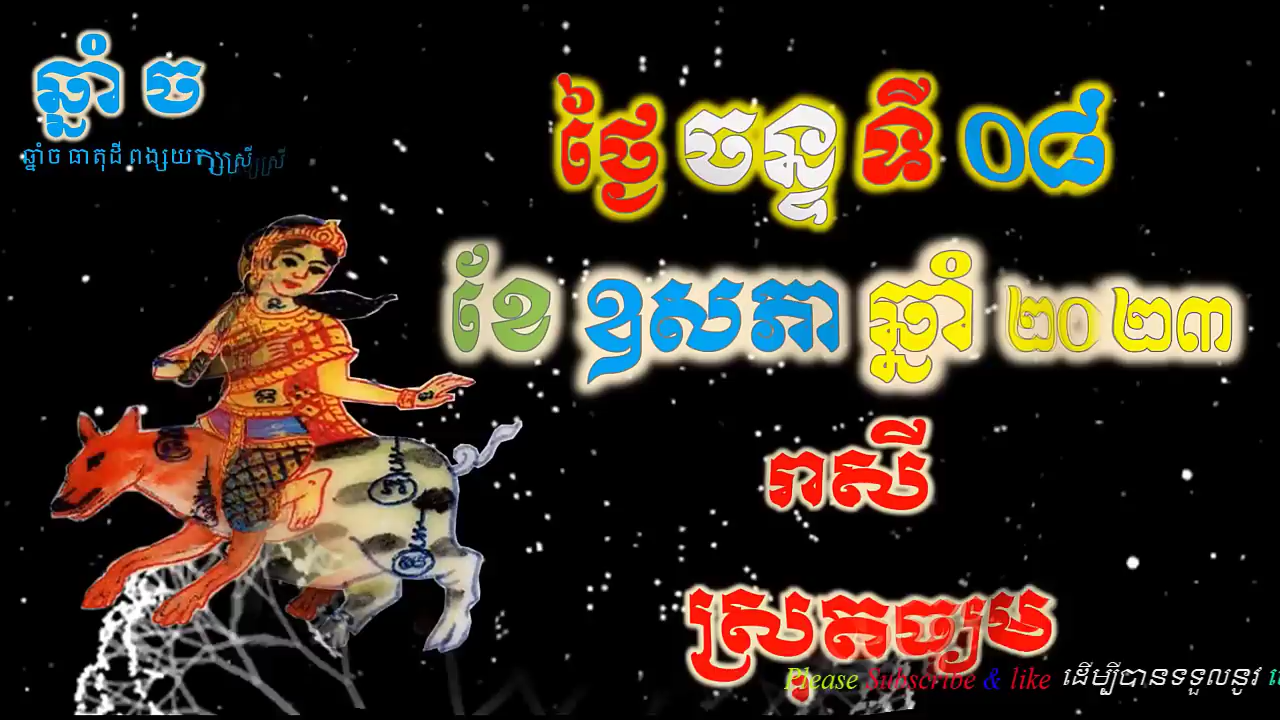 ឆ្នាំ ច
ឆ្នាំច ធាតុដី ពង្សយក្សស្រី
ថ្ងៃ ចន្ទ ទី ០៨
ខែ ឧសភា ឆ្នាំ ២០២៣
រាសី
ស្រុតធ្យម
Please Subscribe & like ដើម្បីបានទទួលនូវ